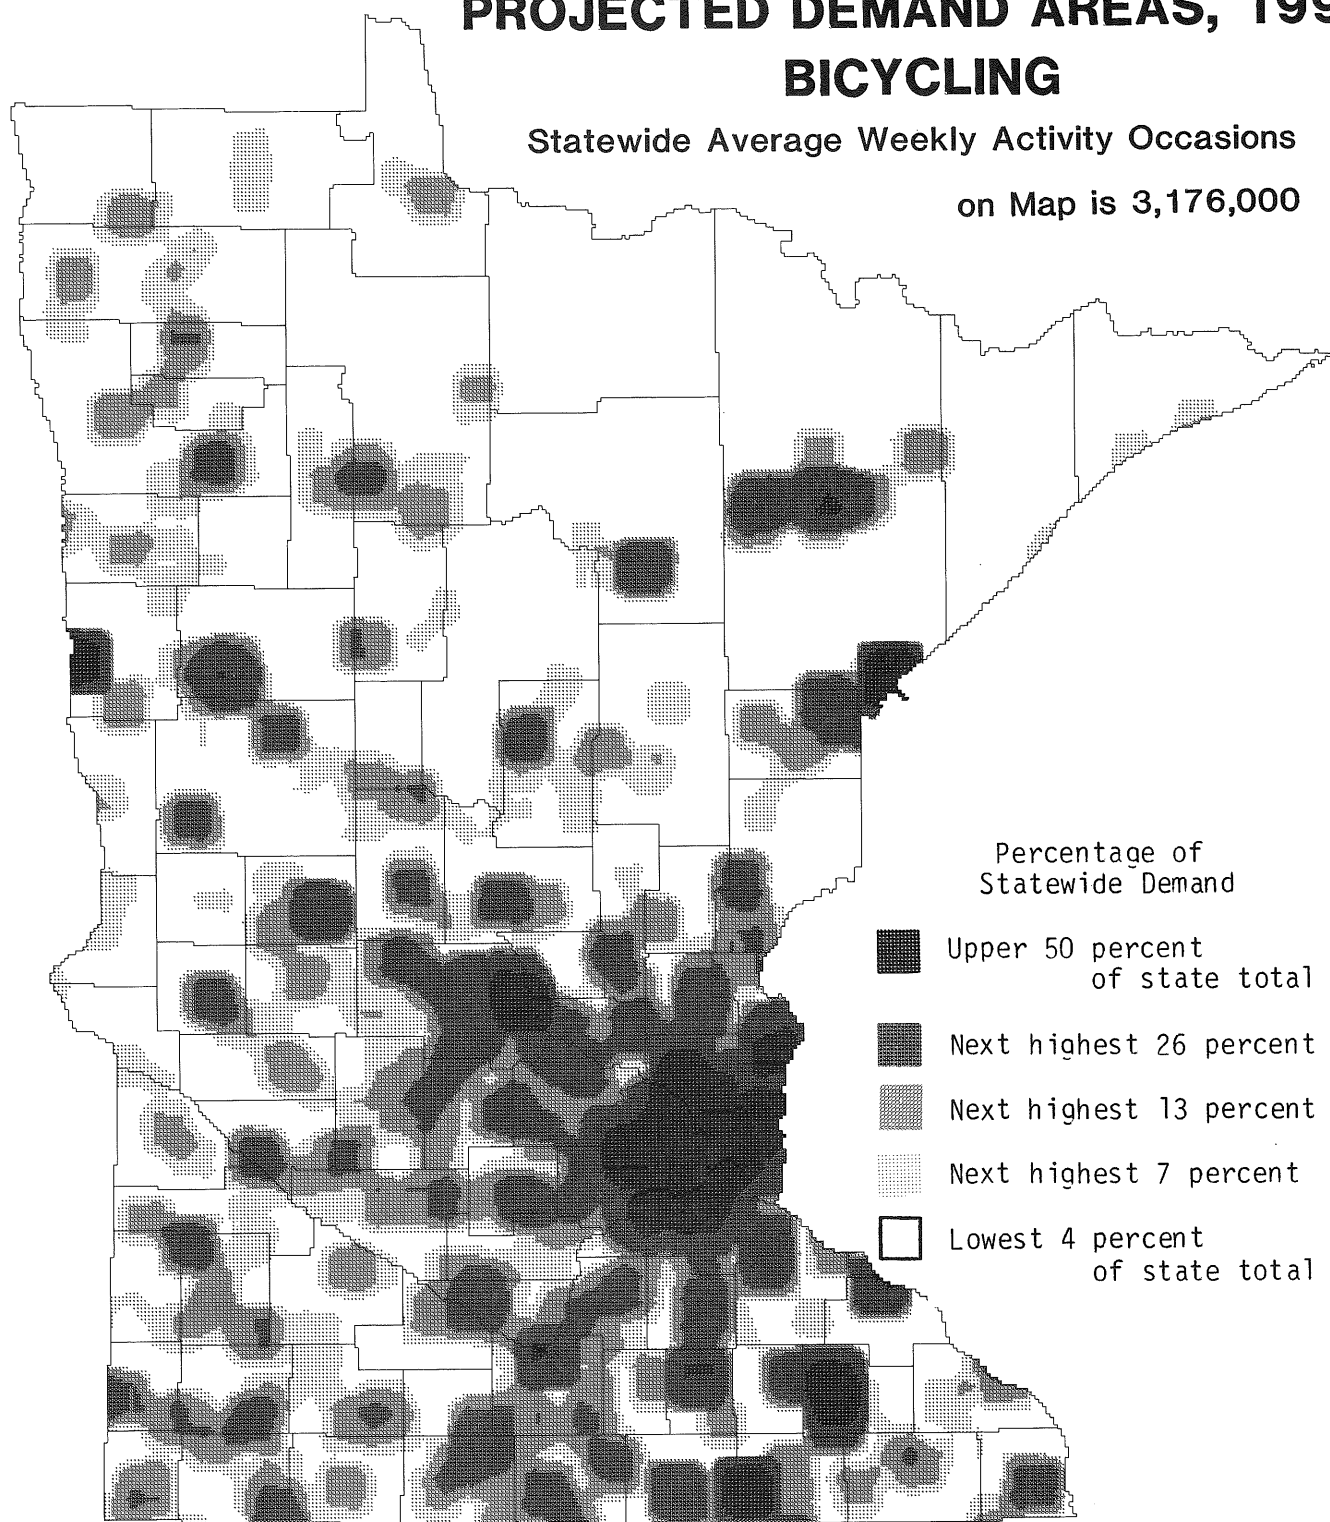 PROJECTED DEMAND AREAS, 199
BICYCLING
Statewide Average Weekly Activity Occasions
on Map is 3,176,000
Percentage of
Statewide Demand
Upper 50 percent
of state total
Next highest 26 percent
Next highest 13 percent
Next highest 7 percent
Lowest 4 percent
of state total